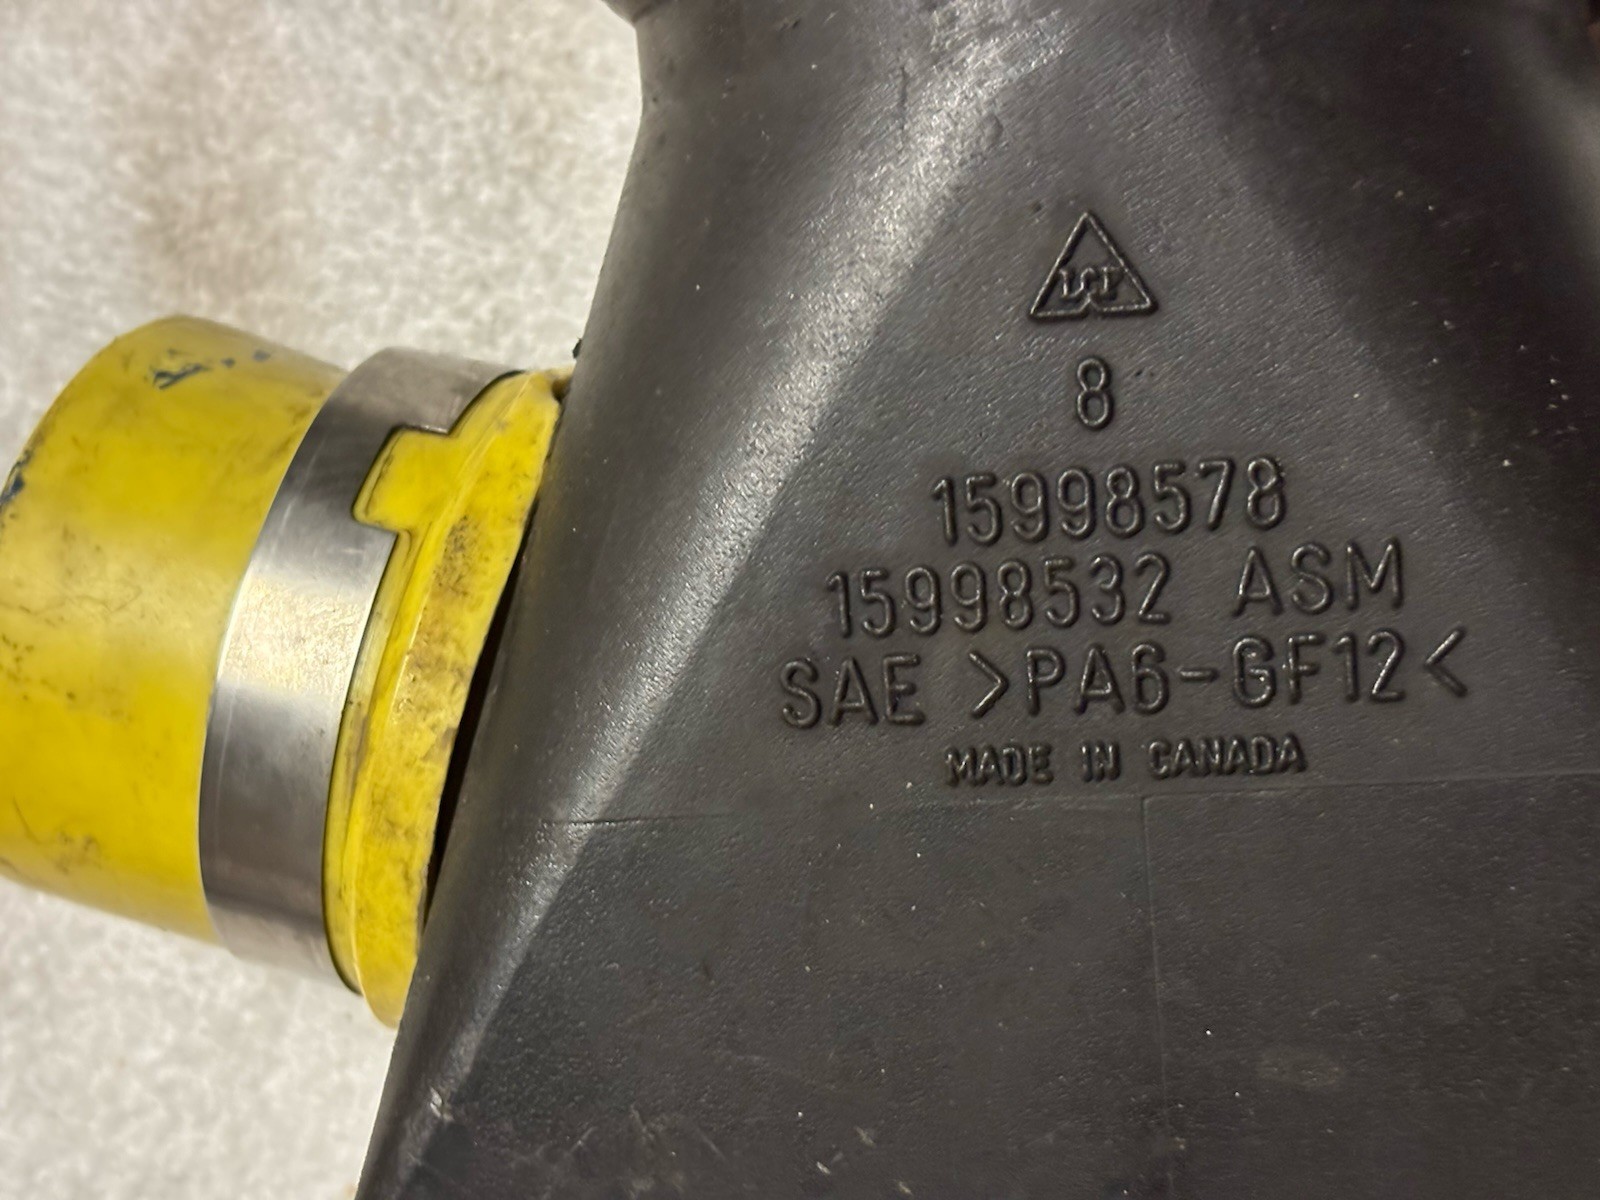 8
15998578
15998532 ASM
SAE >PA6-GF12<
MADE IN CANADA